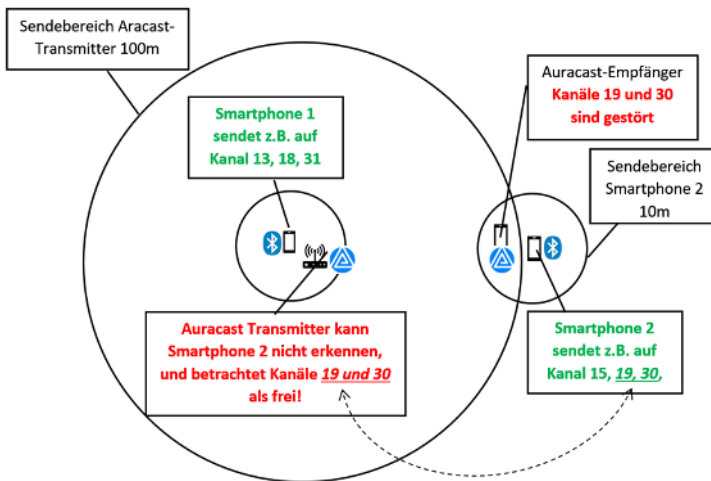 Sendebereich Aracast-
Transmitter 100m
Smartphone 1
sendet z.B. auf
Kanal 13, 18, 31
Auracast-Empfänger
Kanäle 19 und 30
sind gestört
Sendebereich
Smartphone 2
10m
Auracast Transmitter kann
Smartphone 2 nicht erkennen,
und betrachtet Kanäle 19 und 30
als frei!
Smartphone 2
sendet z.B. auf
Kanal 15, 19, 30,